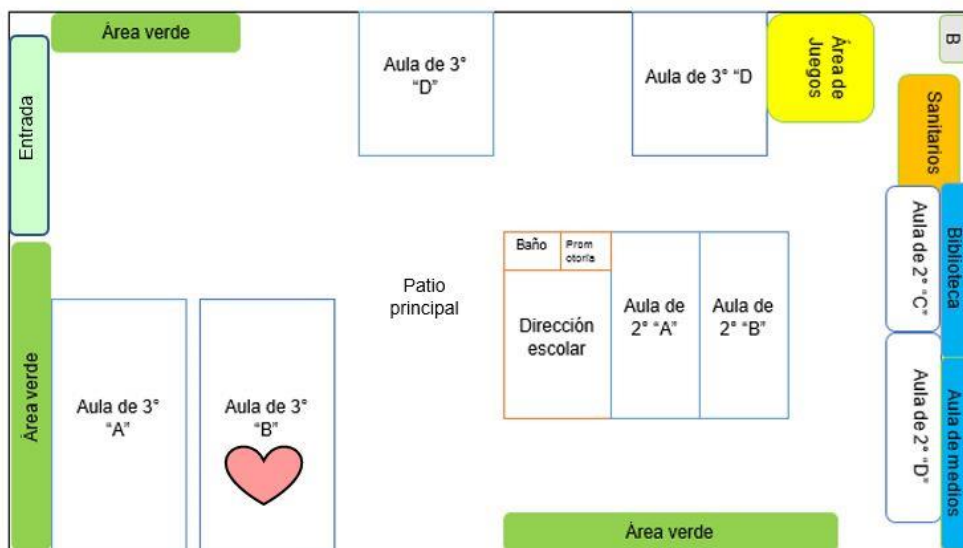 Área verde
Entrada
Área verde
Aula de 3°
“D”
Aula de 3° “D
Área de
Juegos
B
Sanitarios
Aula de 2° “C”
Biblioteca
Aula de 2° “D”
Aula de medios
Patio
principal
Baño
Prom
otoria
Dirección
escolar
Aula de
2° “A”
Aula de
2° “B”
Aula de 3°
“A”
Aula de 3°
“B”
Área verde